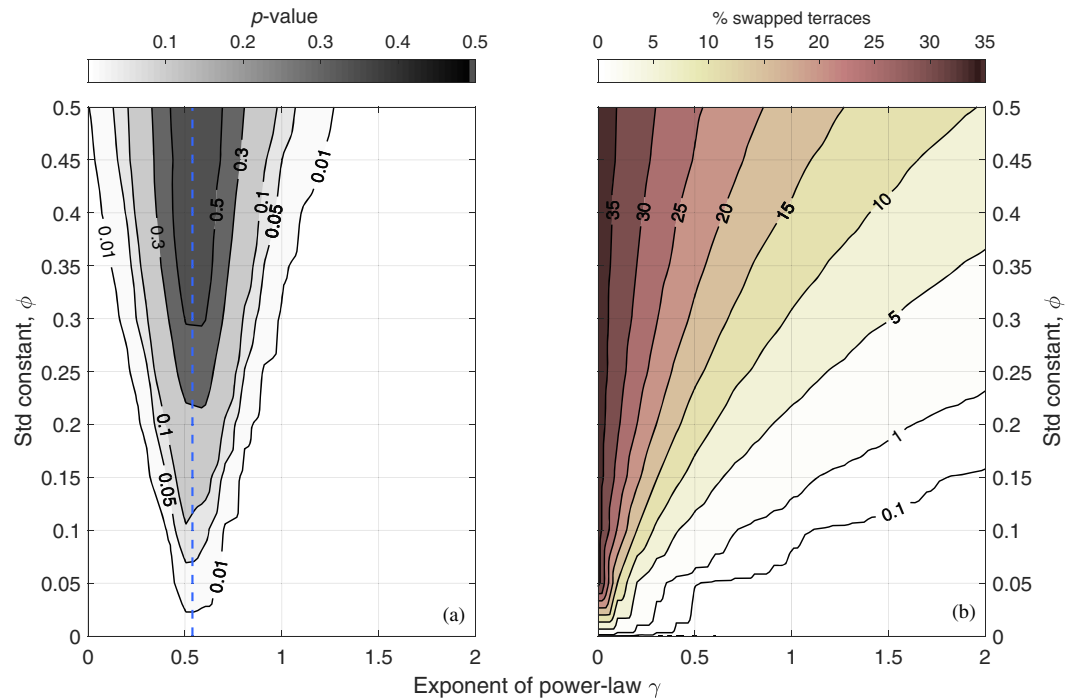 p-value
0.1 0.2 0.3 0.4 0.5
% swapped terraces
0 5 10 15 20 25 30 35
0.5
0.45
0.4
0.35
0.3
0.25
0.2
0.15
0.1
0.05
0
Std constant, ϕ
0.01
0.3
0.1
0.05
0.5
0.3
0.1
0.05
0.01
0.01
(a)
0 0.5 1 1.5 2
35 30 25 20 15 10
5
1
0.1
(b)
0 0.5 1 1.5 2
0.5
0.45
0.4
0.35
0.3
0.25
0.2
0.15
0.1
0.05
0
Std constant, ϕ
Exponent of power-law γ